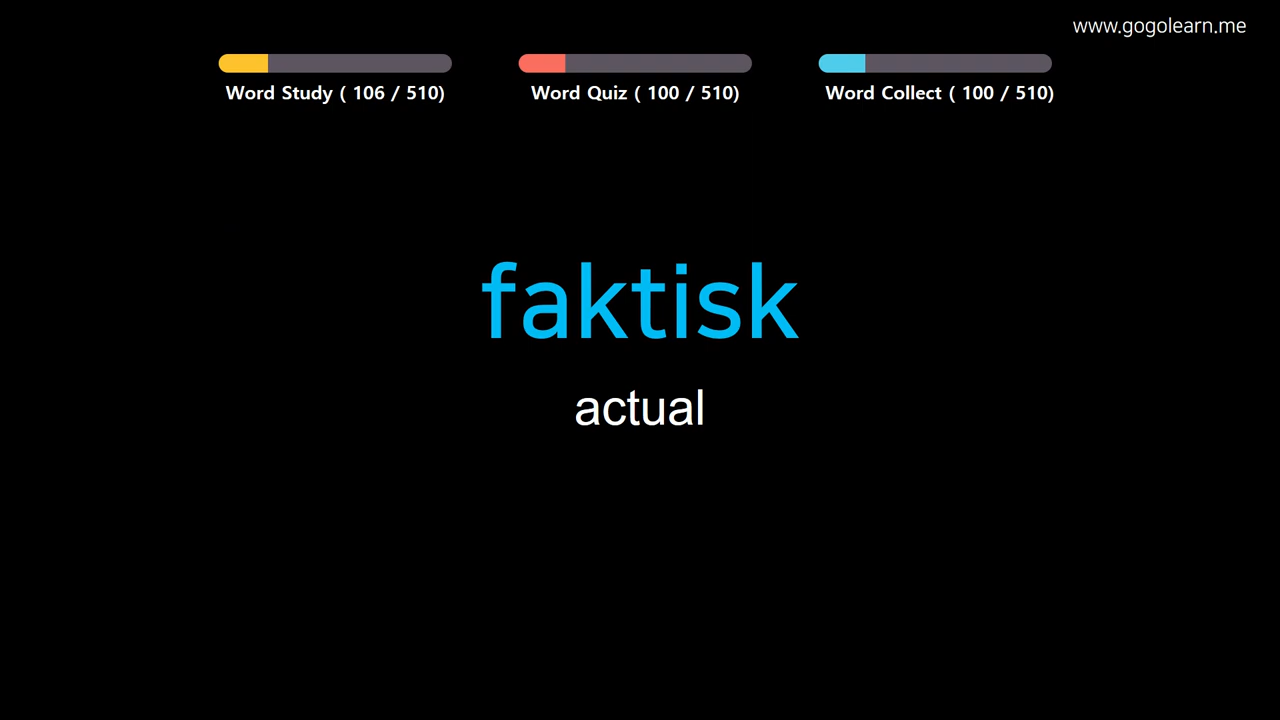 www.gogolearn.me
Word Study ( 106 / 510)
Word Quiz ( 100 / 510)
Word Collect ( 100 / 510)
faktisk
actual